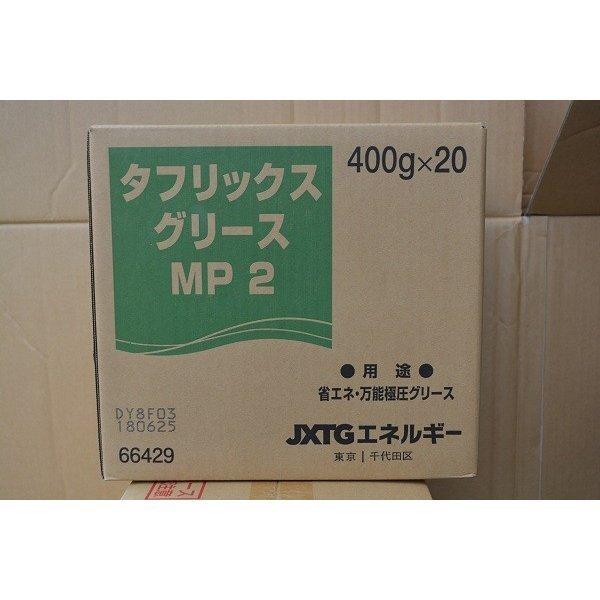 タフリックス
グリース
MP 2
400g×20
●用途●
省エネ・万能極圧グリース
DY8F03
180625
66429
JXTGエネルギー
東京 | 千代田区